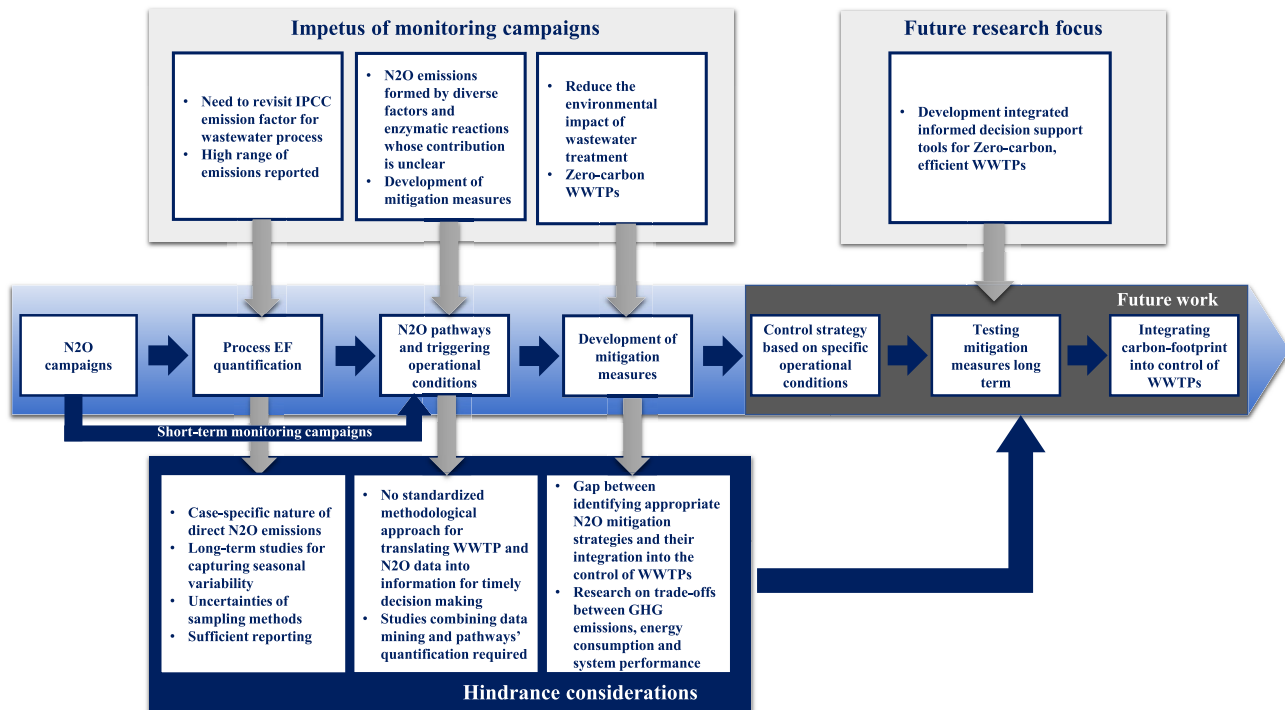 Impetus of monitoring campaigns
• Need to revisit IPCC
emission factor for
wastewater process
• High range of
emissions reported
• N2O emissions
formed by diverse
factors and
enzymatic reactions
whose contribution
is unclear
• Development of
mitigation measures
• Reduce the
environmental
impact of
wastewater
treatment
• Zero-carbon
WWTPs
Future research focus
• Development integrated
informed decision support
tools for Zero-carbon,
efficient WWTPs
Future work
N2O
campaigns
Process EF
quantification
N2O pathways
and triggering
operational
conditions
Development of
mitigation
measures
Control strategy
based on specific
operational
conditions
Testing
mitigation
measures long
term
Integrating
carbon-footprint
into control of
WWTPs
Short-term monitoring campaigns
• Case-specific nature of
direct N2O emissions
• Long-term studies for
capturing seasonal
variability
• Uncertainties of
sampling methods
• Sufficient reporting
• No standardized
methodological
approach for
translating WWTP and
N2O data into
information for timely
decision making
• Studies combining data
mining and pathways’
quantification required
• Gap between
identifying appropriate
N2O mitigation
strategies and their
integration into the
control of WWTPs
• Research on trade-offs
between GHG
emissions, energy
consumption and
system performance
Hindrance considerations